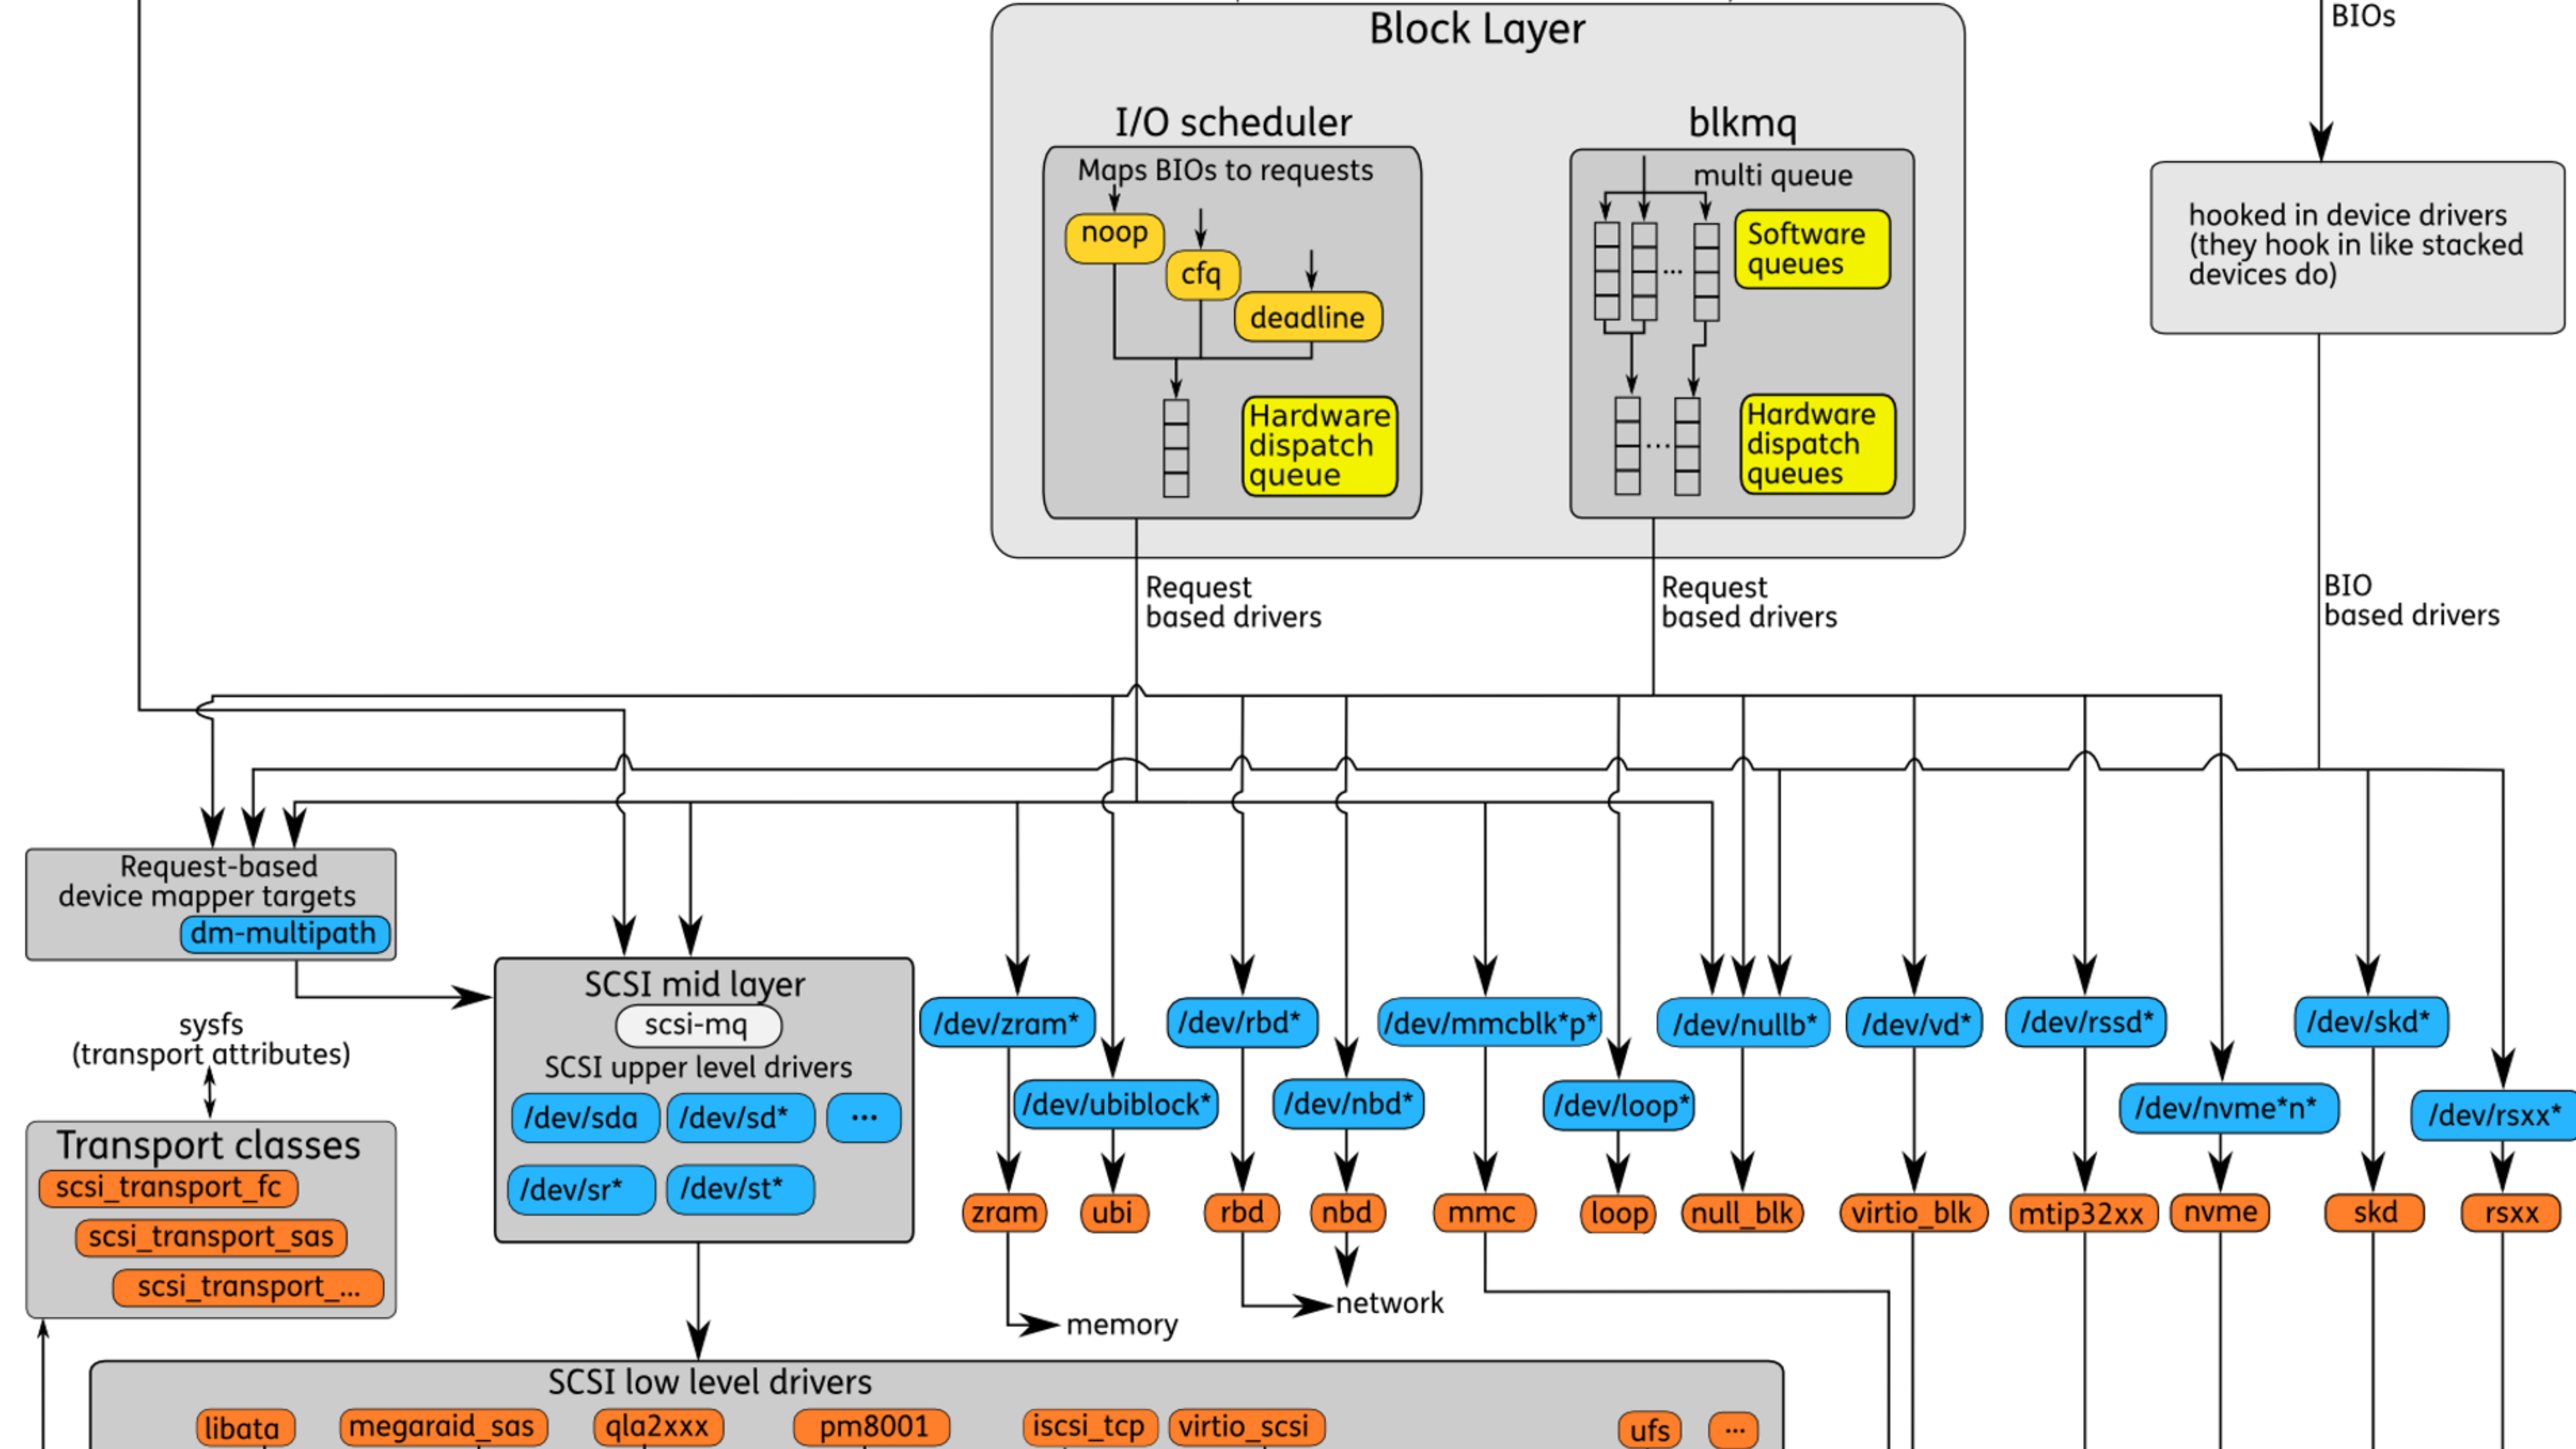 Block Layer
BIOs
I/O scheduler
blkmq
Maps BIOs to requests
multi queue
noop
cfq
deadline
Software
queues
...
hooked in device drivers
(they hook in like stacked
devices do)
Hardware
dispatch
queue
...
Hardware
dispatch
queues
Request
based drivers
Request
based drivers
BIO
based drivers
Request-based
device mapper targets
dm-multipath
sysfs
(transport attributes)
Transport classes
scsi_transport_fc
scsi_transport_sas
scsi_transport_...
SCSI mid layer
scsi-mq
SCSI upper level drivers
/dev/sda
/dev/sd*
...
/dev/sr*
/dev/st*
/dev/zram*
/dev/rbd*
/dev/mmcblk*p*
/dev/nullb*
/dev/vd*
/dev/rssd*
/dev/skd*
/dev/ubiblock*
/dev/nbd*
/dev/loop*
/dev/nvme*n*
/dev/rsxx*
zram
ubi
rbd
nbd
mmc
loop
null_blk
virtio_blk
mtip32xx
nvme
skd
rsxx
network
memory
SCSI low level drivers
libata
megaraid_sas
qla2xxx
pm8001
iscsi_tcp
virtio_scsi
ufs
...